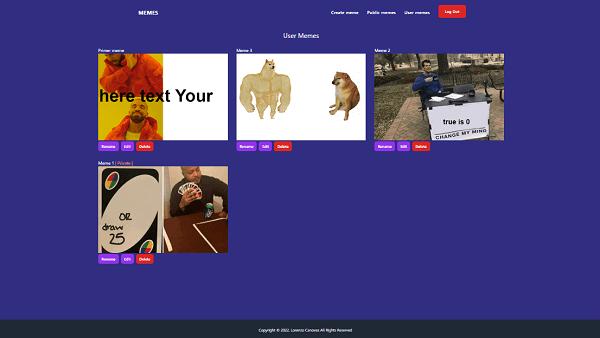 MEMES
Create meme Public memes User memes Log Out
User Memes
Primer meme
here text Your
Rename Edit Delete
Meme 3
Rename Edit Delete
Meme 2
true is 0
CHANGE MY MIND
Rename Edit Delete
Meme 1 | Private |
OR
draw
25
Rename Edit Delete
Copyright © 2022, Lorenzo Canovas All Rights Reserved